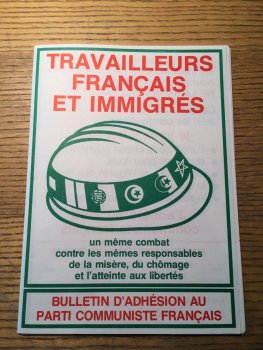 TRAVAILLEURS
FRANÇAIS
ET IMMIGRÉS
un même combat
contre les mêmes responsables
de la misère, du chômage
et l'atteinte aux libertés
BULLETIN D'ADHÉSION AU
PARTI COMMUNISTE FRANÇAIS